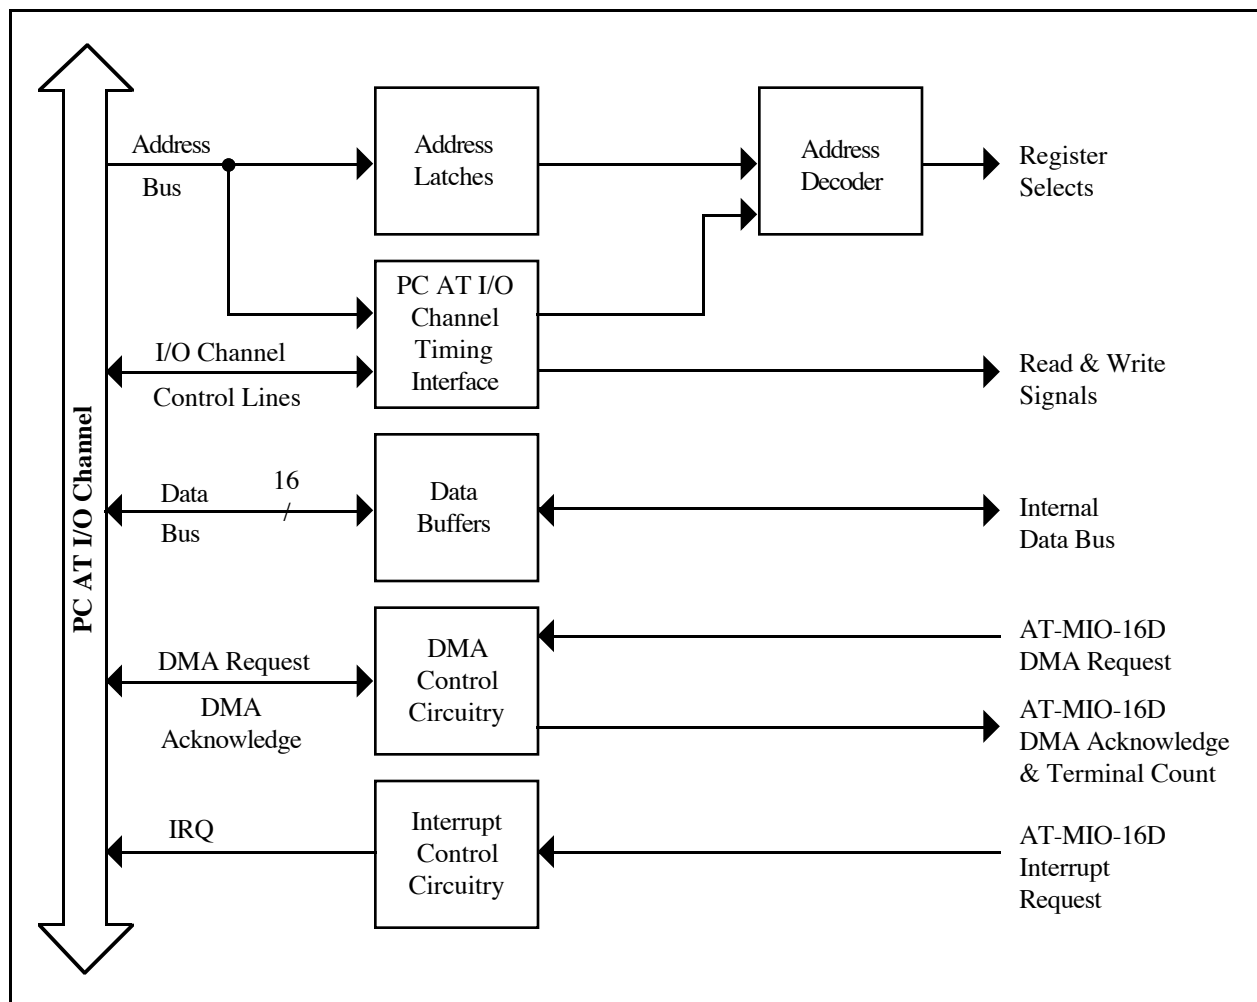 PC AT I/O Channel
Address
Bus
Address
Latches
Address
Decoder
Register
Selects
PC AT I/O
Channel
Timing
Interface
I/O Channel
Control Lines
Read & Write
Signals
Data
Bus
16
/
Data
Buffers
Internal
Data Bus
DMA Request
DMA
Acknowledge
DMA
Control
Circuitry
AT-MIO-16D
DMA Request
AT-MIO-16D
DMA Acknowledge
& Terminal Count
IRQ
Interrupt
Control
Circuitry
AT-MIO-16D
Interrupt
Request